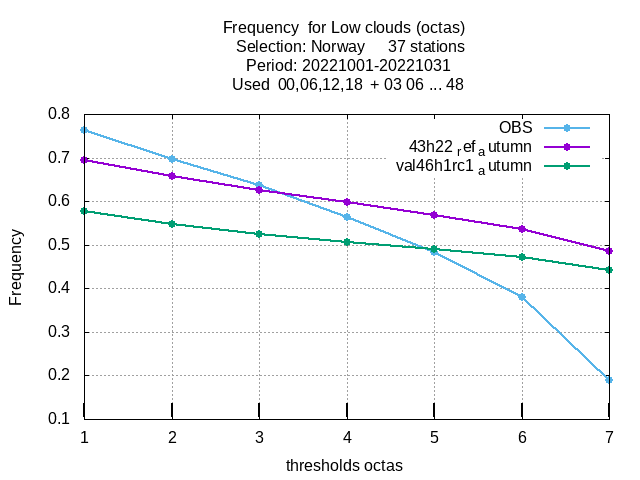 Frequency for Low clouds (octas)
Selection: Norway 37 stations
Period: 20221001-20221031
Used 00,06,12,18 + 03 06 ... 48
0.8
0.7
0.6
0.5
0.4
0.3
0.2
0.1
Frequency
OBS
43h22 ref autumn
val46h1rc1 autumn
1 2 3 4 5 6 7
thresholds octas